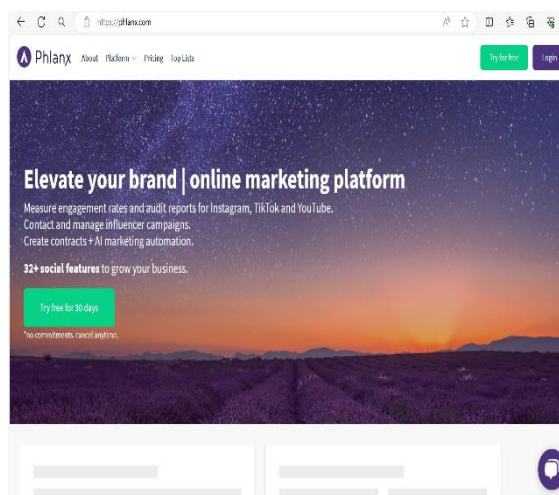 https://phlanx.com
Phlanx About Platform Pricing Top Lists Try for free Login
Elevate your brand | online marketing platform
Measure engagement rates and audit reports for Instagram, TikTok and YouTube.
Contact and manage influencer campaigns.
Create contracts + AI marketing automation.
32+ social features to grow your business.
Try free for 30 days
*no commitments. cancel anytime.